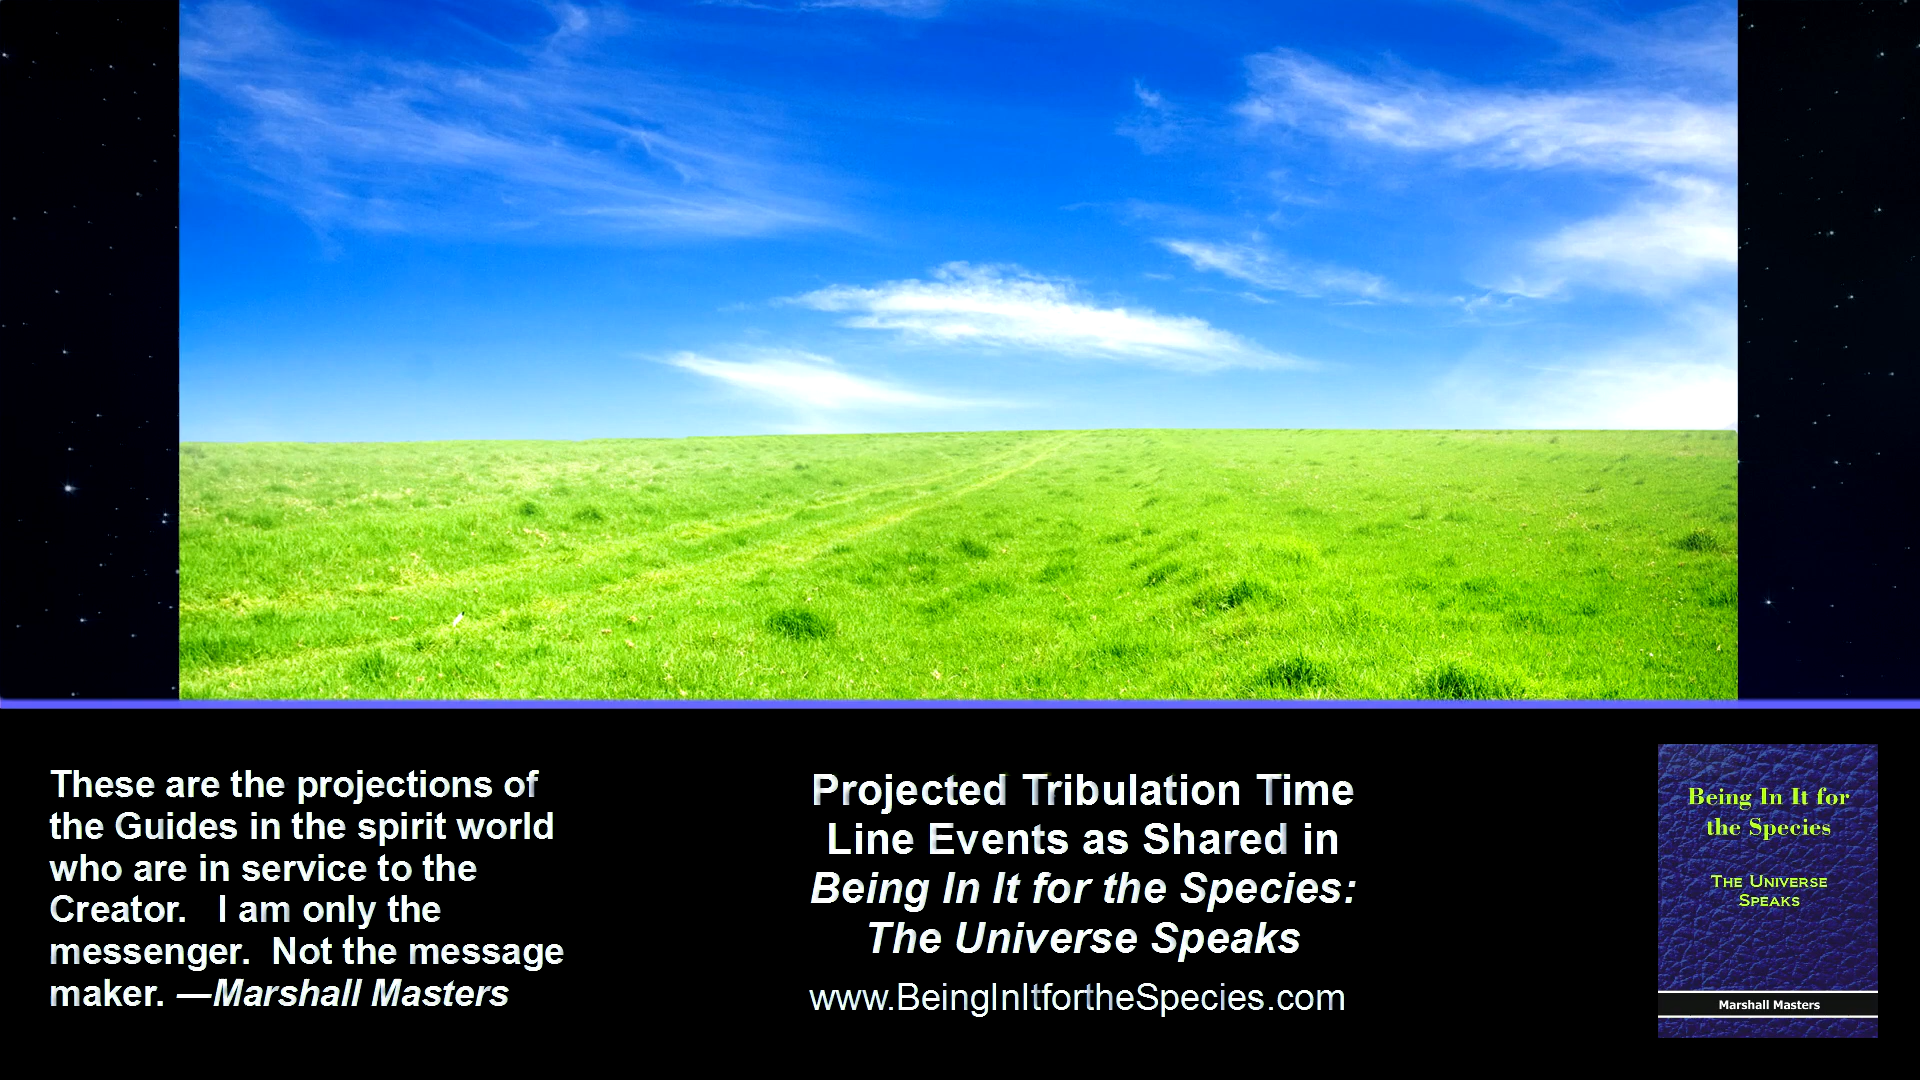 These are the projections of
the Guides in the spirit world
who are in service to the
Creator.   I am only the
messenger.  Not the message
maker. —Marshall Masters
Projected Tribulation Time
Line Events as Shared in
Being In It for the Species:
The Universe Speaks
www.BeingInItfortheSpecies.com
Being In It for
the Species
The Universe
Speaks
Marshall Masters